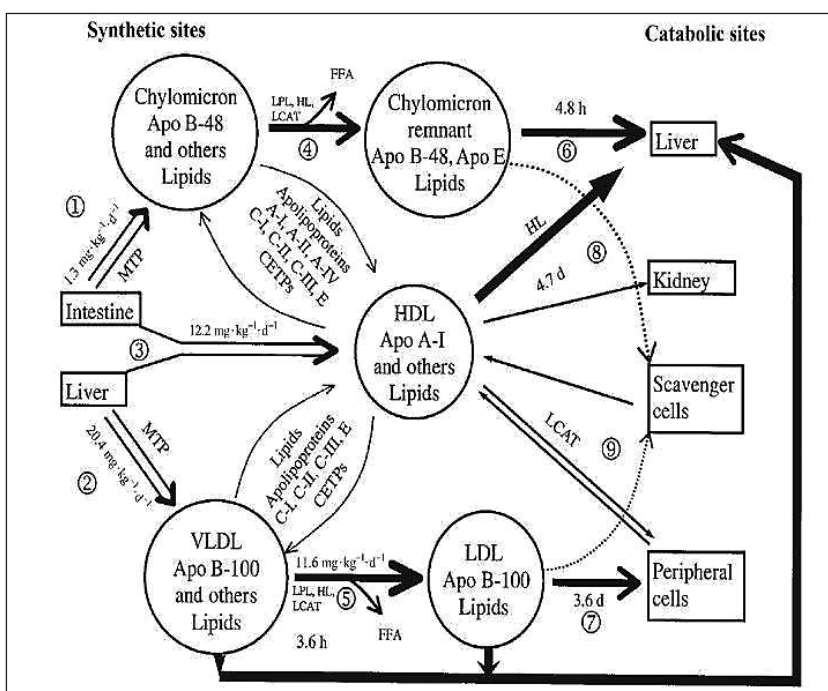 Synthetic sites
Catabolic sites
Chylomicron
Apo B-48
and others
Lipids
LPL, HL,
LCAT
FFA
④
Chylomicron
remnant
Apo B-48, Apo E
Lipids
4.8 h
⑥
Liver
①
1.3 mg·kg⁻¹·d⁻¹
MTP
Lipids
Apolipoproteins
A-I, A-II, A-IV
C-I, C-II, C-III, E
CETPs
HL
⑧
4.7 d
Kidney
Intestine
③
12.2 mg·kg⁻¹·d⁻¹
Liver
HDL
Apo A-I
and others
Lipids
Scavenger
cells
LCAT
⑨
②
20.4 mg·kg⁻¹·d⁻¹
MTP
Lipids
Apolipoproteins
C-I, C-II, C-III, E
CETPs
VLDL
Apo B-100
and others
Lipids
11.6 mg·kg⁻¹·d⁻¹
LPL, HL,
LCAT
⑤
FFA
3.6 h
LDL
Apo B-100
Lipids
3.6 d
⑦
Peripheral
cells